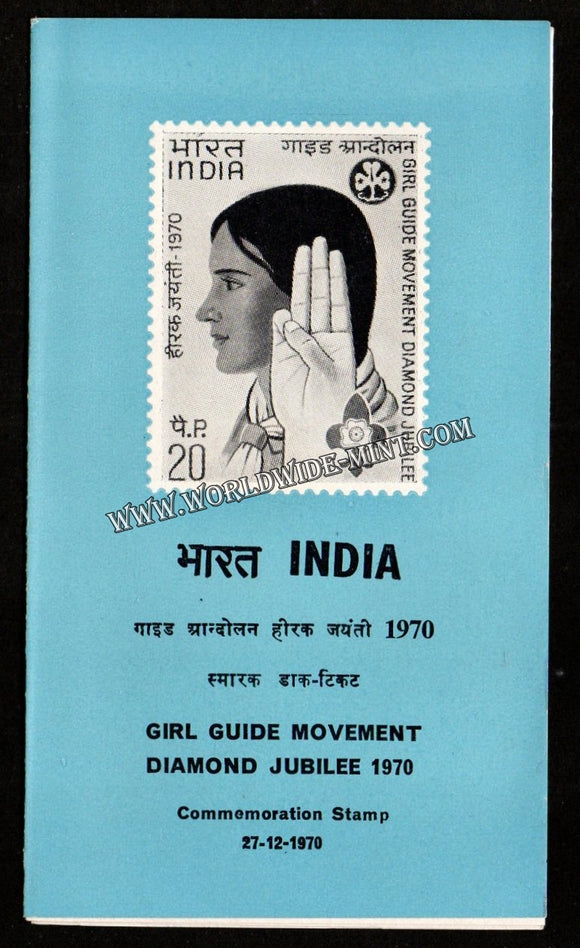 भारत
INDIA
गाइड आन्दोलन
GIRL GUIDE MOVEMENT DIAMOND JUBILEE
हीरक जयंती-1970
पै.P.
20
www.WORLDWIDE-MINT.COM
भारत INDIA
गाइड आन्दोलन हीरक जयंती 1970
स्मारक डाक-टिकट
GIRL GUIDE MOVEMENT
DIAMOND JUBILEE 1970
Commemoration Stamp
27-12-1970